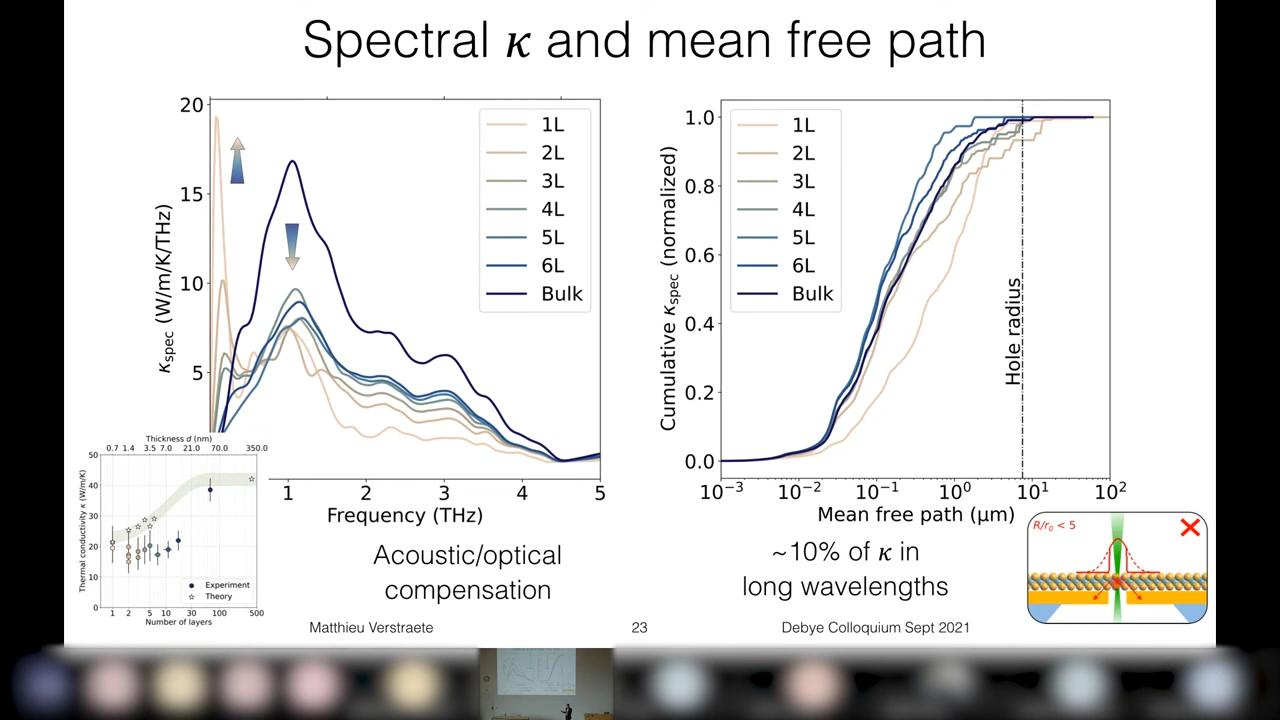 Spectral κ and mean free path
20
15
10
5
κspec (W/m/K/THz)
1L
2L
3L
4L
5L
6L
Bulk
1 2 3 4 5
Frequency (THz)
Thickness d (nm)
0.7 1.4 3.5 7.0 21.0 70.0 350.0
50
40
30
20
10
0
Thermal conductivity κ (W/m/K)
Experiment
Theory
1 2 5 10 30 100 500
Number of layers
Acoustic/optical
compensation
1.0
0.8
0.6
0.4
0.2
0.0
Cumulative κspec (normalized)
1L
2L
3L
4L
5L
6L
Bulk
Hole radius
10⁻³ 10⁻² 10⁻¹ 10⁰ 10¹ 10²
Mean free path (μm)
~10% of κ in
long wavelengths
R/r₀ < 5
Matthieu Verstraete
23
Debye Colloquium Sept 2021